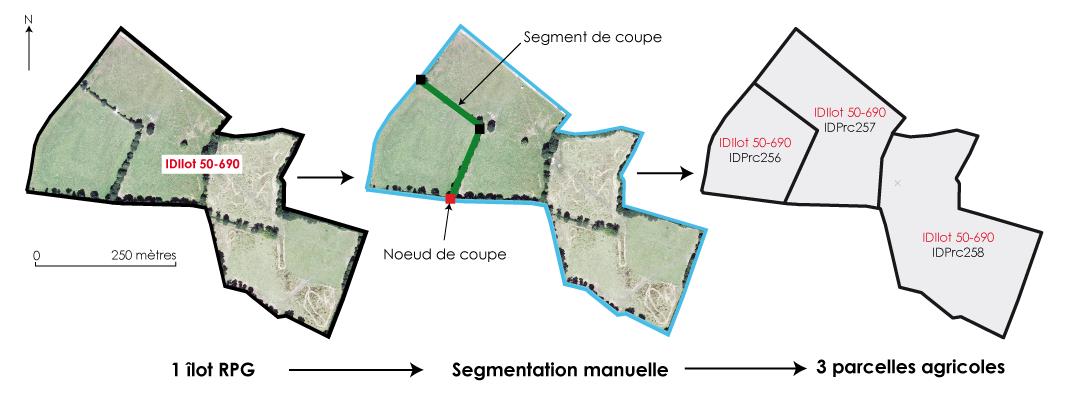 N
Segment de coupe
IDIlot 50-690
IDIlot 50-690
IDPrc257
IDIlot 50-690
IDPrc256
Noeud de coupe
0 250 mètres
IDIlot 50-690
IDPrc258
1 îlot RPG
Segmentation manuelle
3 parcelles agricoles